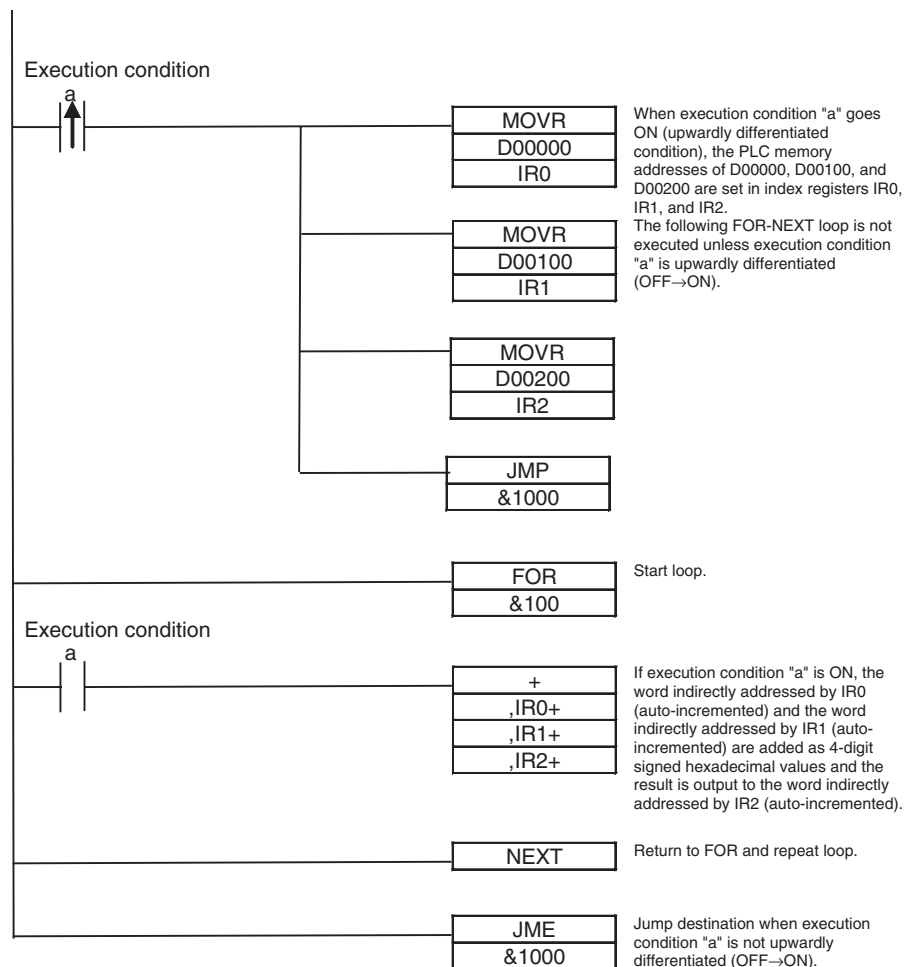 Execution condition
a
MOVR
D00000
IR0
When execution condition "a" goes
ON (upwardly differentiated
condition), the PLC memory
addresses of D00000, D00100, and
D00200 are set in index registers IR0,
IR1, and IR2.
The following FOR-NEXT loop is not
executed unless execution condition
"a" is upwardly differentiated
(OFF→ON).
MOVR
D00100
IR1
MOVR
D00200
IR2
JMP
&1000
FOR
&100
Start loop.
Execution condition
a
+
,IR0+
,IR1+
,IR2+
If execution condition "a" is ON, the
word indirectly addressed by IR0
(auto-incremented) and the word
indirectly addressed by IR1 (auto-
incremented) are added as 4-digit
signed hexadecimal values and the
result is output to the word indirectly
addressed by IR2 (auto-incremented).
NEXT
Return to FOR and repeat loop.
JME
&1000
Jump destination when execution
condition "a" is not upwardly
differentiated (OFF→ON).